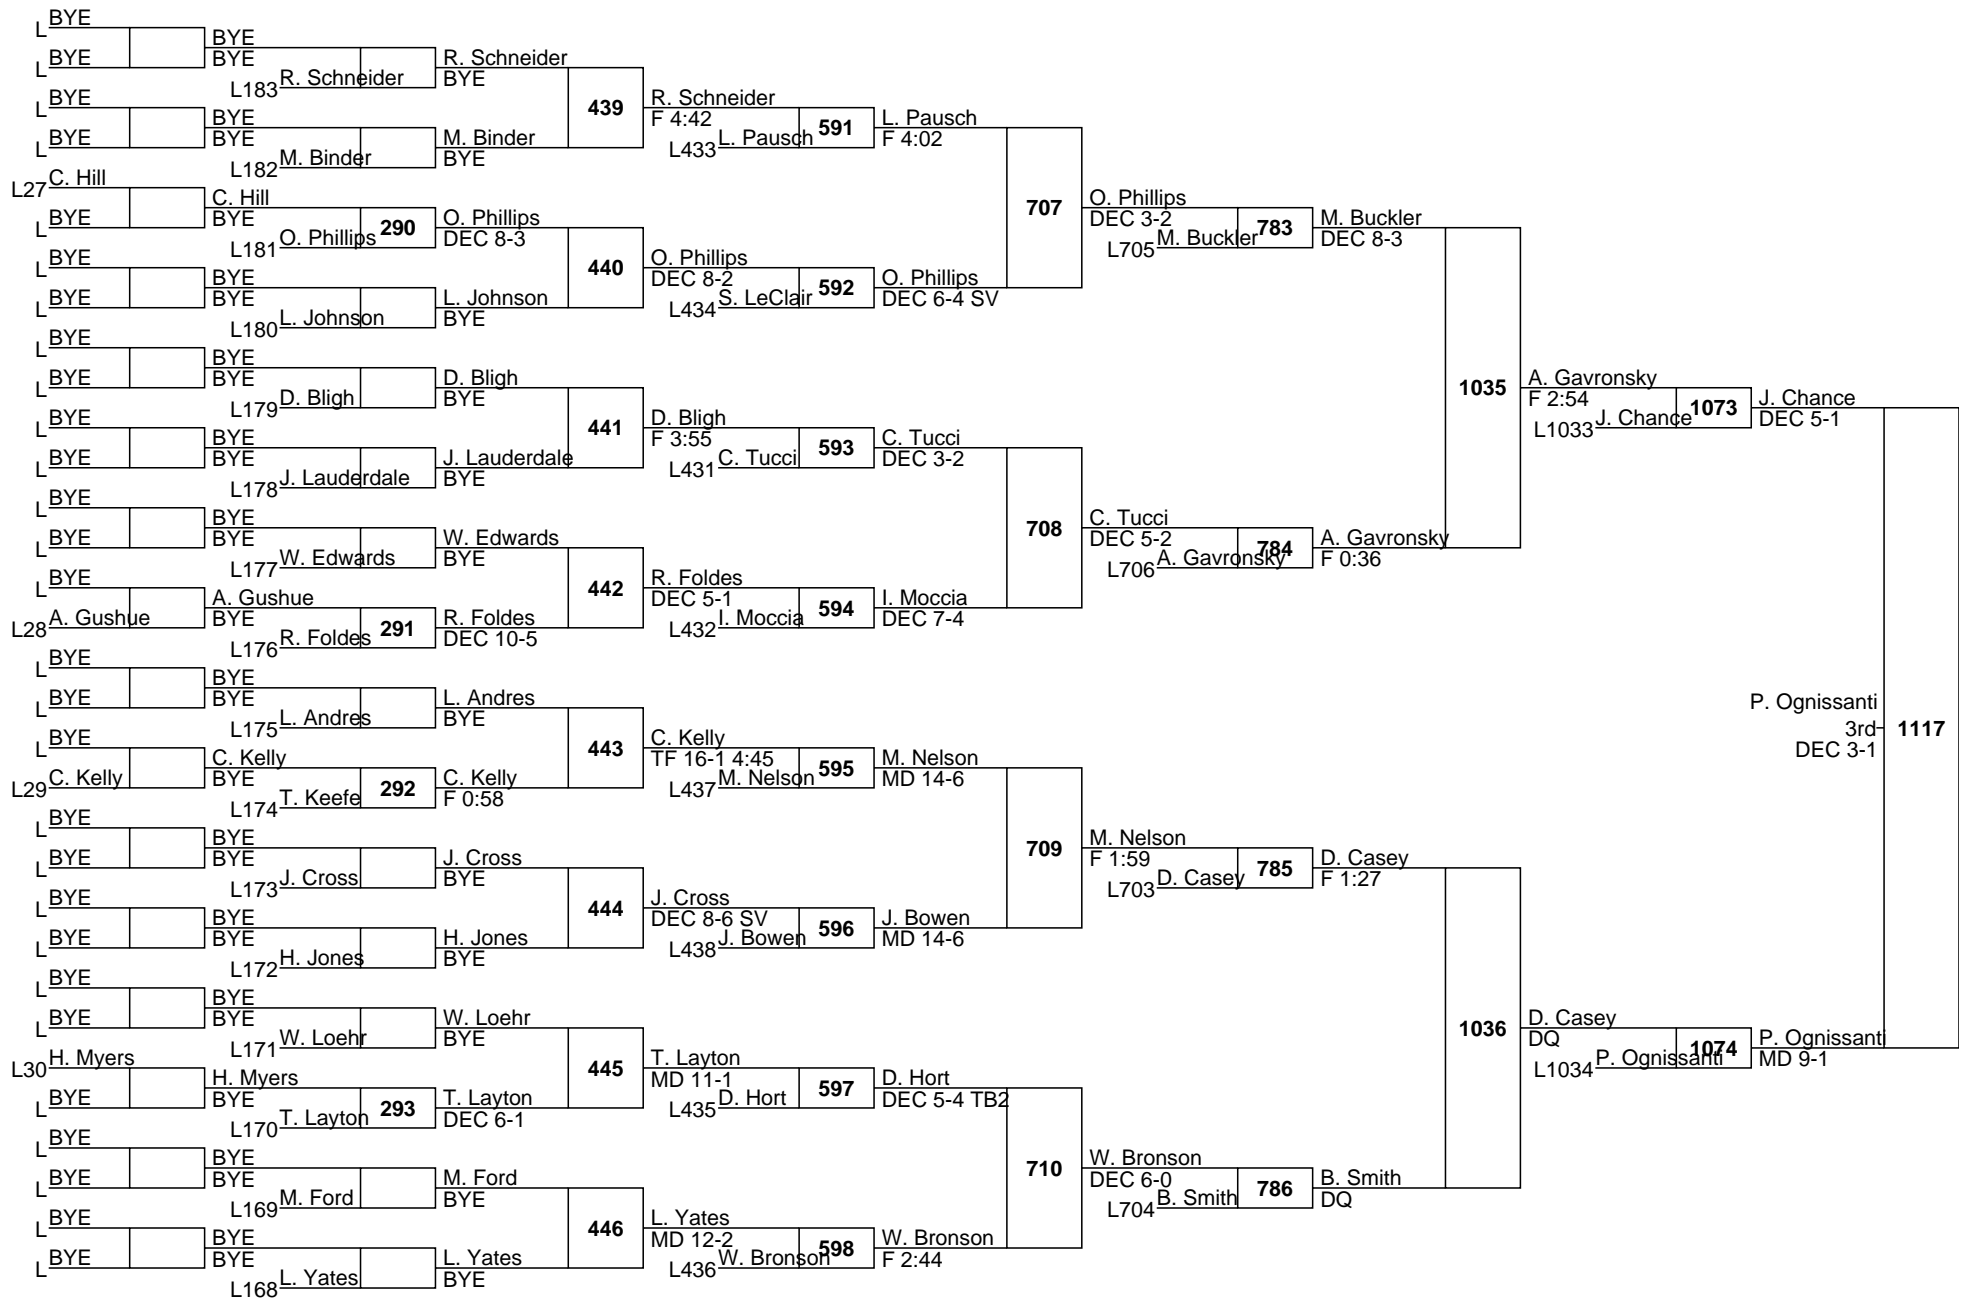 BYE
L
BYE
L
BYE
BYE
L183 R. Schneider
R. Schneider
BYE
BYE
L
BYE
L
BYE
BYE
L182 M. Binder
M. Binder
BYE
439
R. Schneider
F 4:42
L433 L. Pausch
591
L. Pausch
F 4:02
L27 C. Hill
BYE
L
C. Hill
BYE
L181 O. Phillips
290
O. Phillips
DEC 8-3
BYE
L
BYE
L
BYE
BYE
L180 L. Johnson
L. Johnson
BYE
440
O. Phillips
DEC 8-2
L434 S. LeClair
592
O. Phillips
DEC 6-4 SV
707
O. Phillips
DEC 3-2
L705 M. Buckler
783
M. Buckler
DEC 8-3
BYE
L
BYE
L
BYE
BYE
L179 D. Bligh
D. Bligh
BYE
BYE
L
BYE
L
BYE
BYE
L178 J. Lauderdale
J. Lauderdale
BYE
441
D. Bligh
F 3:55
L431 C. Tucci
593
C. Tucci
DEC 3-2
BYE
L
BYE
L
BYE
BYE
L177 W. Edwards
W. Edwards
BYE
BYE
L
L28 A. Gushue
A. Gushue
BYE
L176 R. Foldes
291
R. Foldes
DEC 10-5
442
R. Foldes
DEC 5-1
L432 I. Moccia
594
I. Moccia
DEC 7-4
708
C. Tucci
DEC 5-2
L706 A. Gavronsky
784
A. Gavronsky
F 0:36
1035
A. Gavronsky
F 2:54
L1033 J. Chance
1073
J. Chance
DEC 5-1
BYE
L
BYE
L
BYE
BYE
L175 L. Andres
L. Andres
BYE
BYE
L
L29 C. Kelly
C. Kelly
BYE
L174 T. Keefe
292
C. Kelly
F 0:58
443
C. Kelly
TF 16-1 4:45
L437 M. Nelson
595
M. Nelson
MD 14-6
BYE
L
BYE
L
BYE
BYE
L173 J. Cross
J. Cross
BYE
BYE
L
BYE
L
BYE
BYE
L172 H. Jones
H. Jones
BYE
444
J. Cross
DEC 8-6 SV
L438 J. Bowen
596
J. Bowen
MD 14-6
709
M. Nelson
F 1:59
L703 D. Casey
785
D. Casey
F 1:27
BYE
L
BYE
L
BYE
BYE
L171 W. Loehr
W. Loehr
BYE
L30 H. Myers
BYE
L
H. Myers
BYE
L170 T. Layton
293
T. Layton
DEC 6-1
445
T. Layton
MD 11-1
L435 D. Hort
597
D. Hort
DEC 5-4 TB2
BYE
L
BYE
L
BYE
BYE
L169 M. Ford
M. Ford
BYE
BYE
L
BYE
L
BYE
BYE
L168 L. Yates
L. Yates
BYE
446
L. Yates
MD 12-2
L436 W. Bronson
598
W. Bronson
F 2:44
710
W. Bronson
DEC 6-0
L704 B. Smith
786
B. Smith
DQ
1036
D. Casey
DQ
L1034 P. Ognissanti
1074
P. Ognissanti
MD 9-1
P. Ognissanti
3rd
DEC 3-1
1117